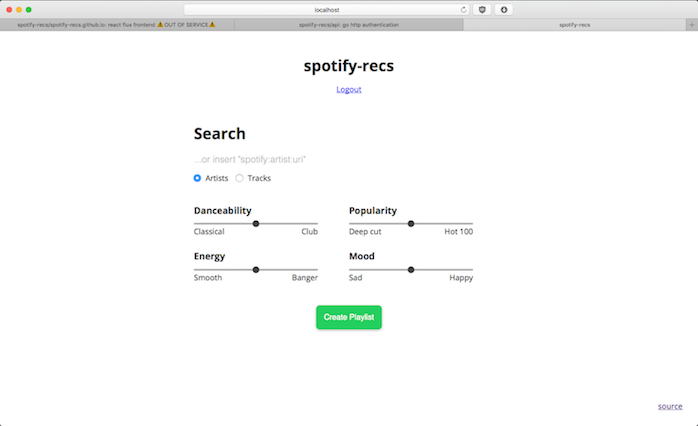 localhost
spotify-recs/spotify-recs.github.io: react flux frontend ⚠️OUT OF SERVICE⚠️
spotify-recs/api: go http authentication
spotify-recs
spotify-recs
Logout
Search
...or insert "spotify:artist:uri"
Artists Tracks
Danceability Popularity
Classical Club Deep cut Hot 100
Energy Mood
Smooth Banger Sad Happy
Create Playlist
source